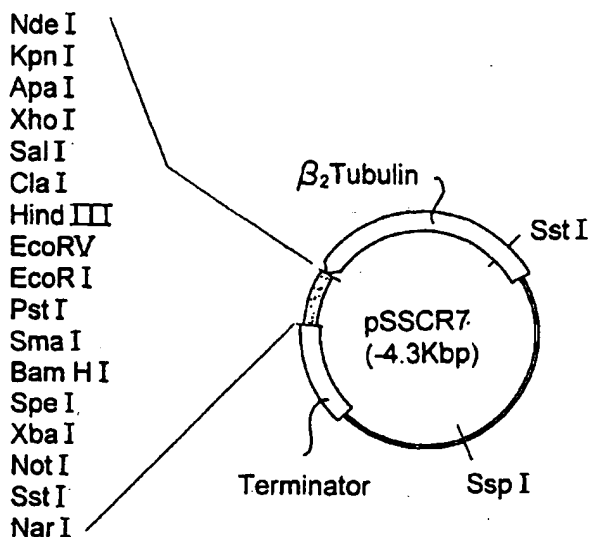 Nde I
Kpn I
Apa I
Xho I
Sal I
Cla I
Hind III
EcoRV
EcoR I
Pst I
Sma I
Bam H I
Spe I
Xba I
Not I
Sst I
Nar I
β₂Tubulin
Sst I
pSSCR7
(-4.3Kbp)
Terminator
Ssp I